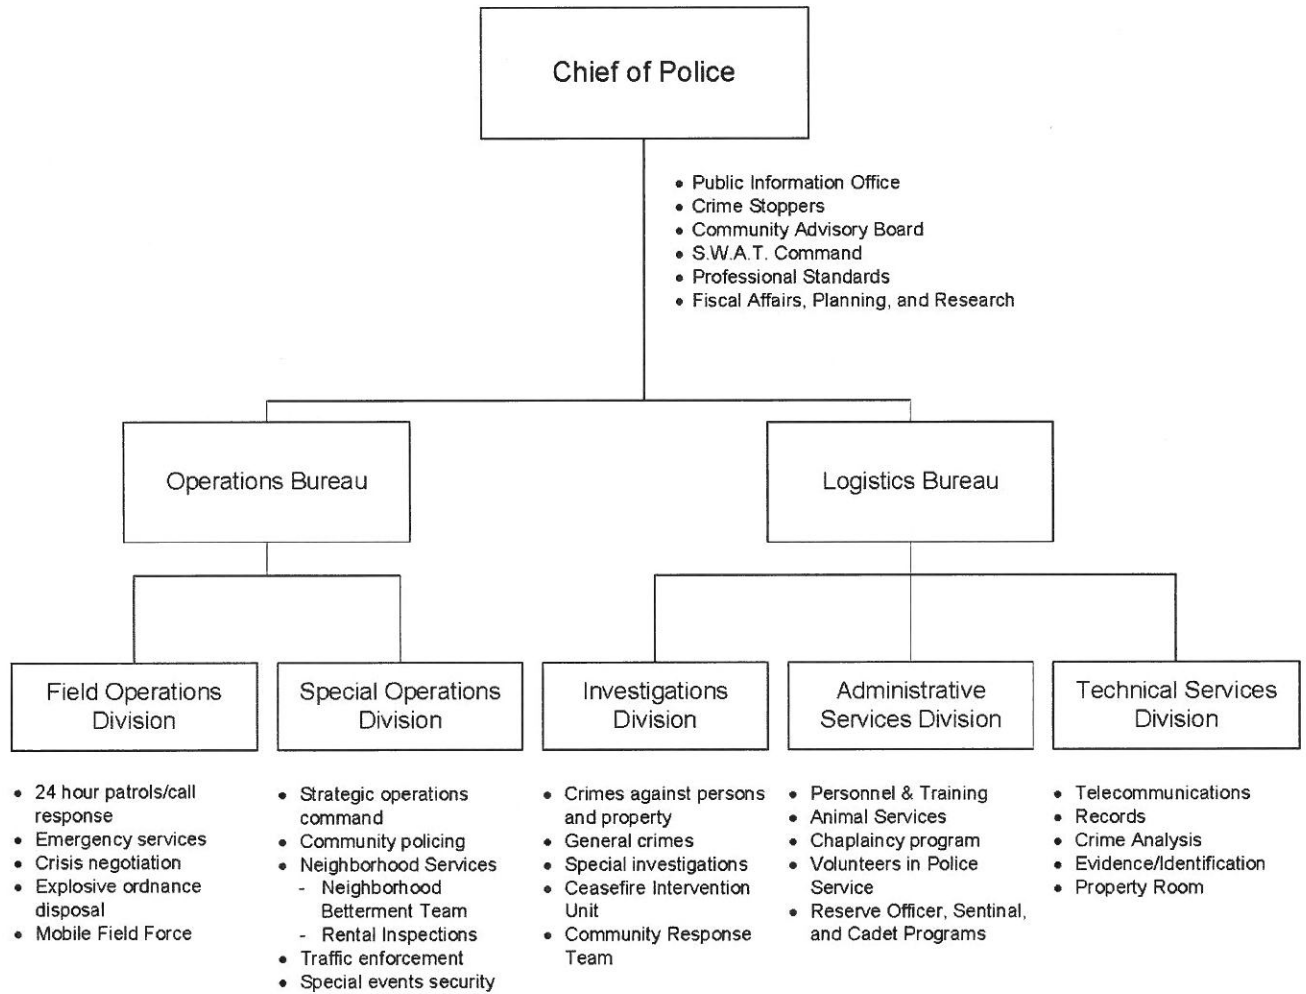 Chief of Police
• Public Information Office
• Crime Stoppers
• Community Advisory Board
• S.W.A.T. Command
• Professional Standards
• Fiscal Affairs, Planning, and Research
Operations Bureau
Logistics Bureau
Field Operations
Division
• 24 hour patrols/call
response
• Emergency services
• Crisis negotiation
• Explosive ordnance
disposal
• Mobile Field Force
Special Operations
Division
• Strategic operations
command
• Community policing
• Neighborhood Services
- Neighborhood
Betterment Team
- Rental Inspections
• Traffic enforcement
• Special events security
Investigations
Division
• Crimes against persons
and property
• General crimes
• Special investigations
• Ceasefire Intervention
Unit
• Community Response
Team
Administrative
Services Division
• Personnel & Training
• Animal Services
• Chaplaincy program
• Volunteers in Police
Service
• Reserve Officer, Sentinal,
and Cadet Programs
Technical Services
Division
• Telecommunications
• Records
• Crime Analysis
• Evidence/Identification
• Property Room